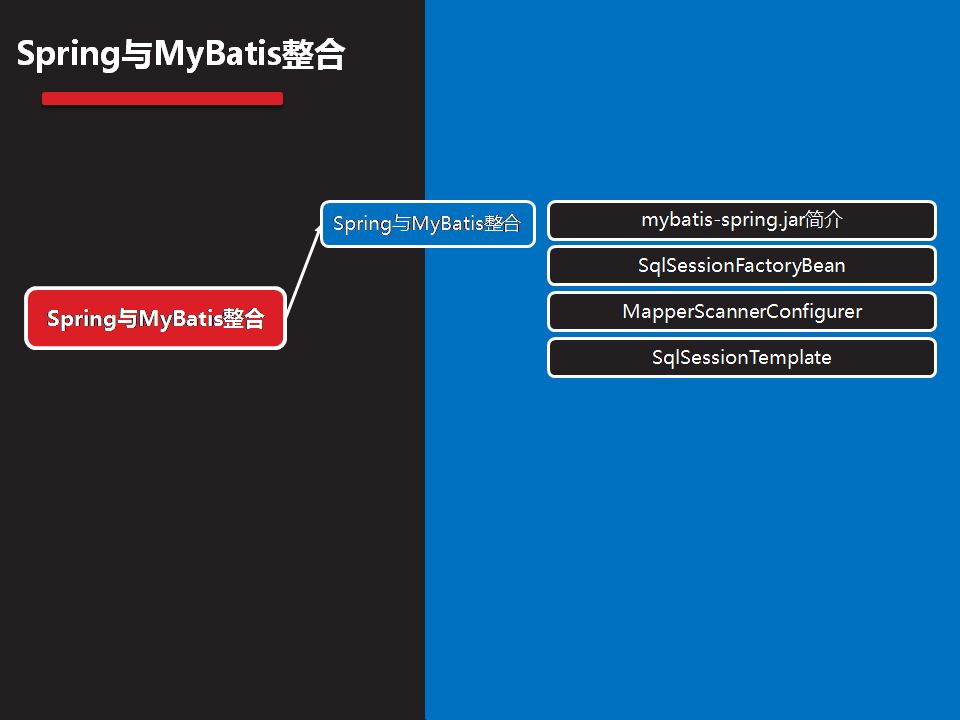 Spring与MyBatis整合
Spring与MyBatis整合
Spring与MyBatis整合
mybatis-spring.jar简介
SqlSessionFactoryBean
MapperScannerConfigurer
SqlSessionTemplate